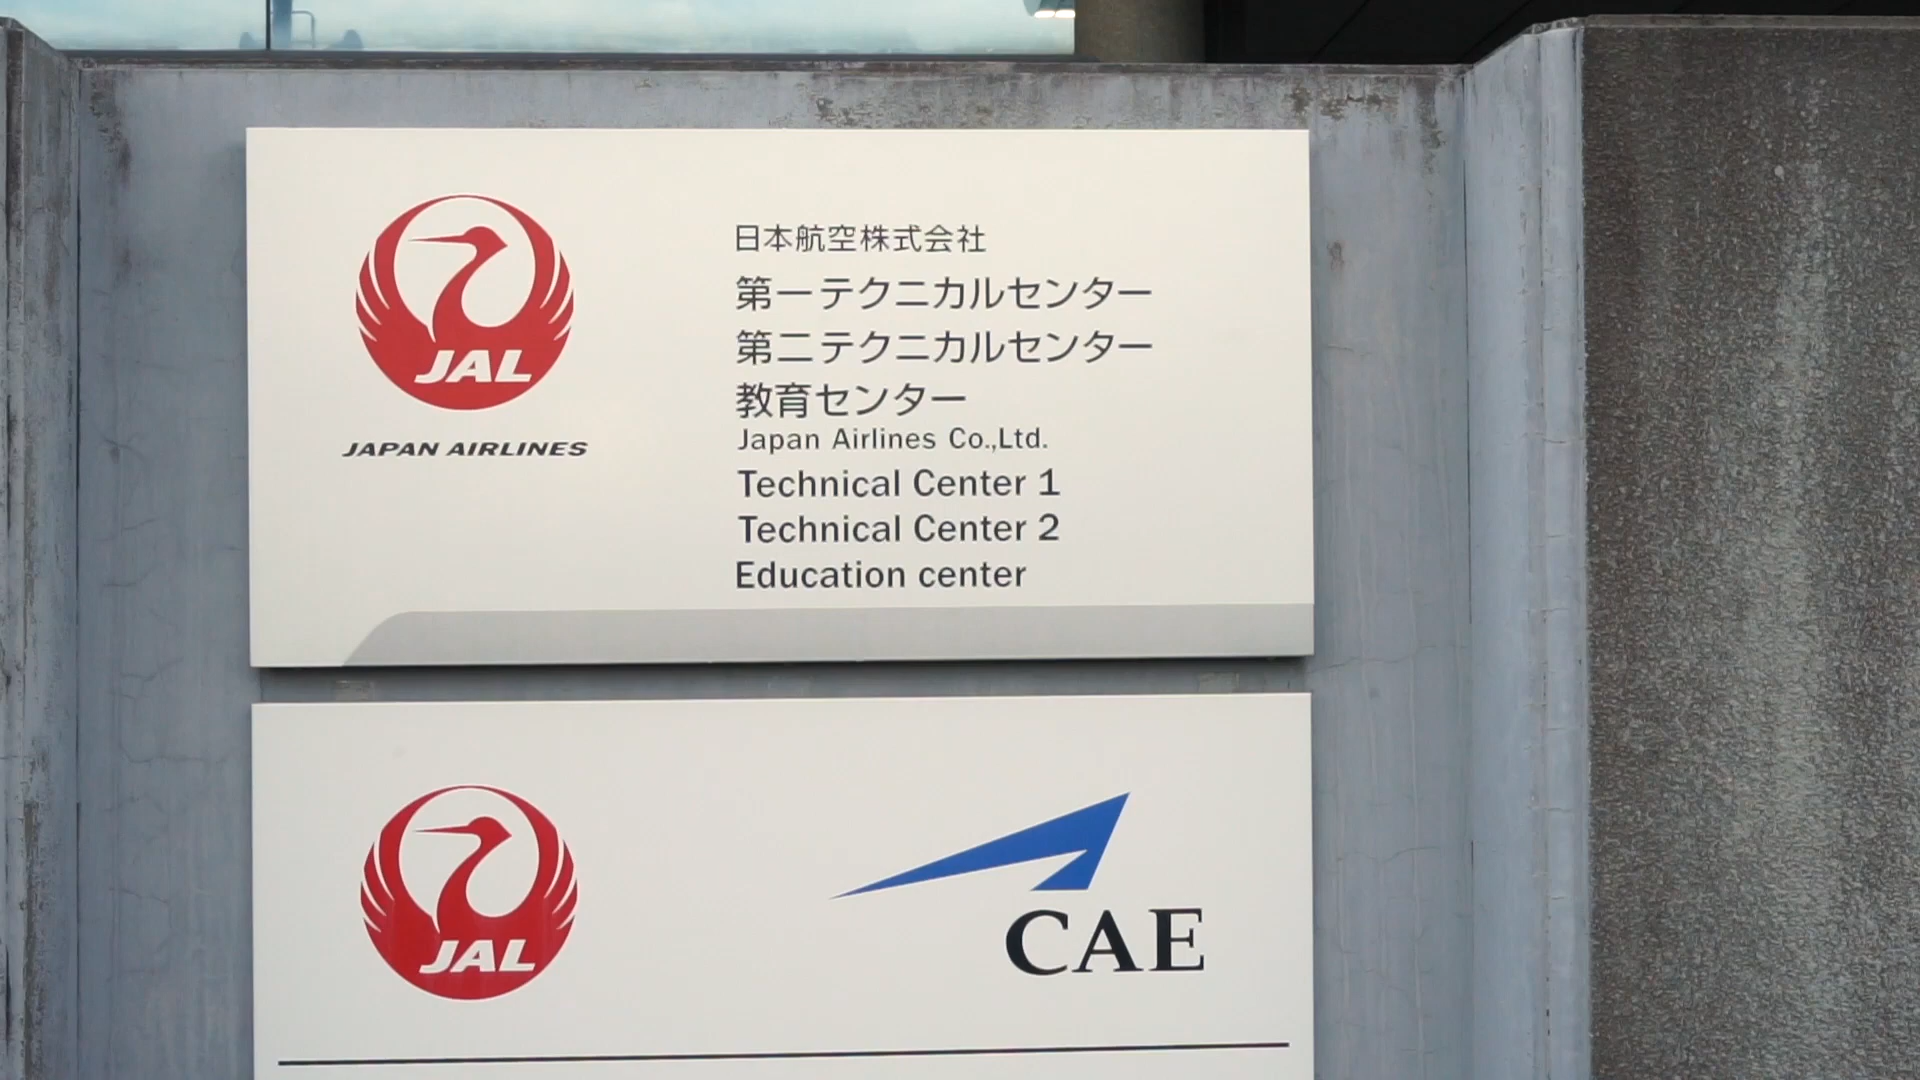 JAL
JAPAN AIRLINES
日本航空株式会社
第一テクニカルセンター
第二テクニカルセンター
教育センター
Japan Airlines Co.,Ltd.
Technical Center 1
Technical Center 2
Education center
JAL
CAE